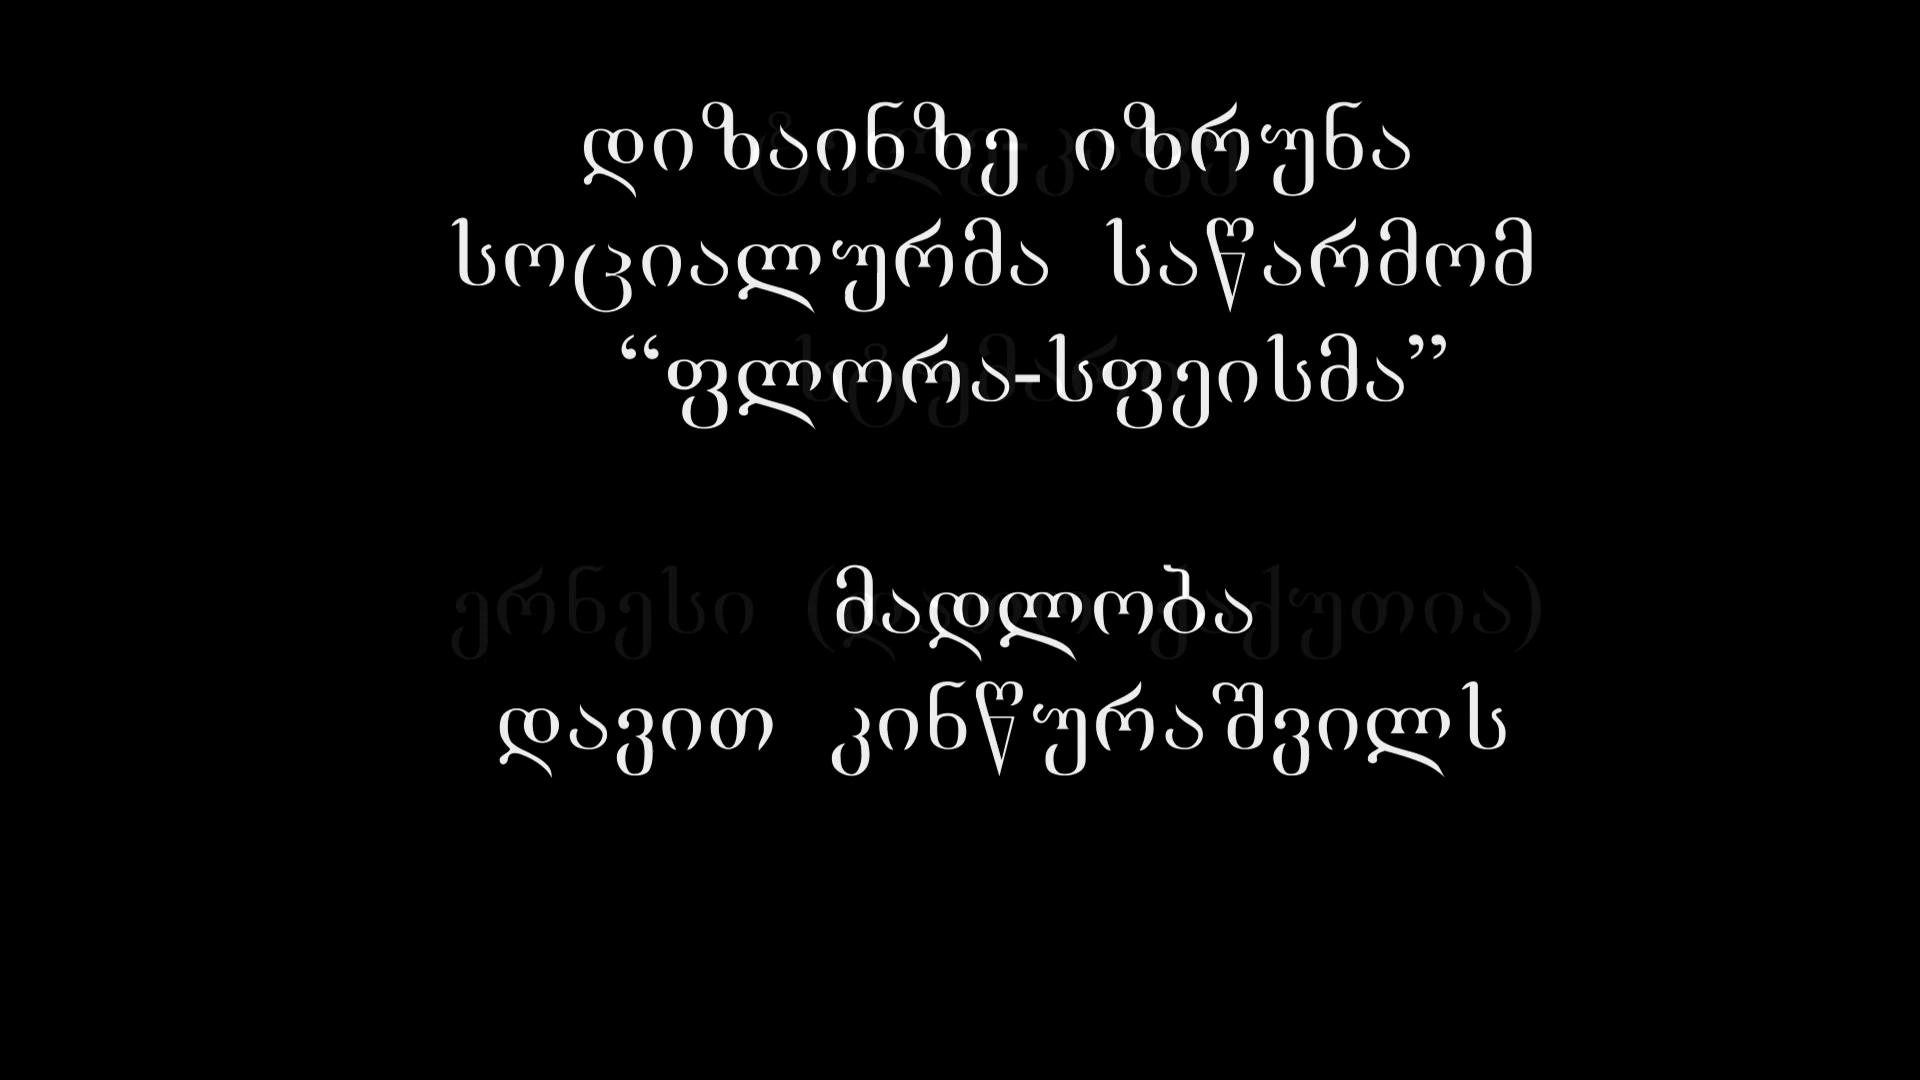 დიზაინზე იზრუნა
სოციალურმა საწარმომ
“ფლორა-სფეისმა”
მადლობა
დავით კინწურაშვილს